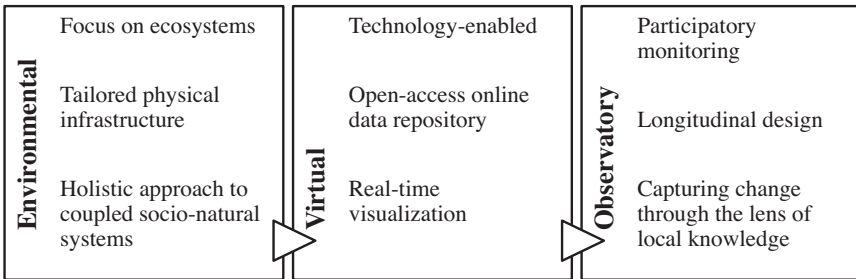 Environmental
Focus on ecosystems
Tailored physical
infrastructure
Holistic approach to
coupled socio-natural
systems
Virtual
Technology-enabled
Open-access online
data repository
Real-time
visualization
Observatory
Participatory
monitoring
Longitudinal design
Capturing change
through the lens of
local knowledge